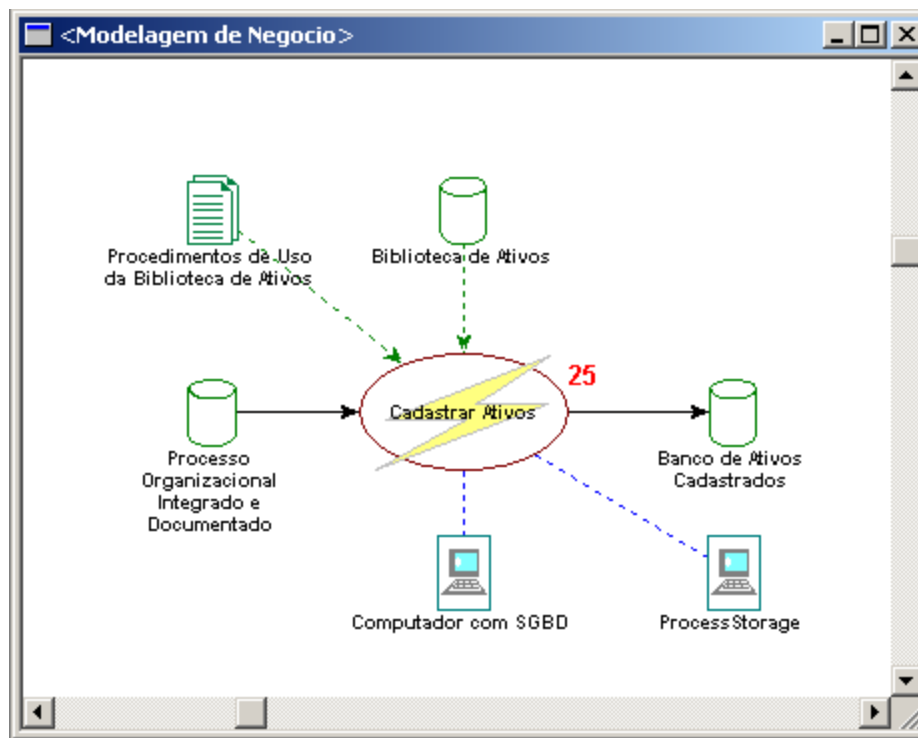 <Modelagem de Negocio>
Procedimentos de Uso
da Biblioteca de Ativos
Biblioteca de Ativos
25
Cadastrar Ativos
Processo
Organizacional
Integrado e
Documentado
Banco de Ativos
Cadastrados
Computador com SGBD
ProcessStorage